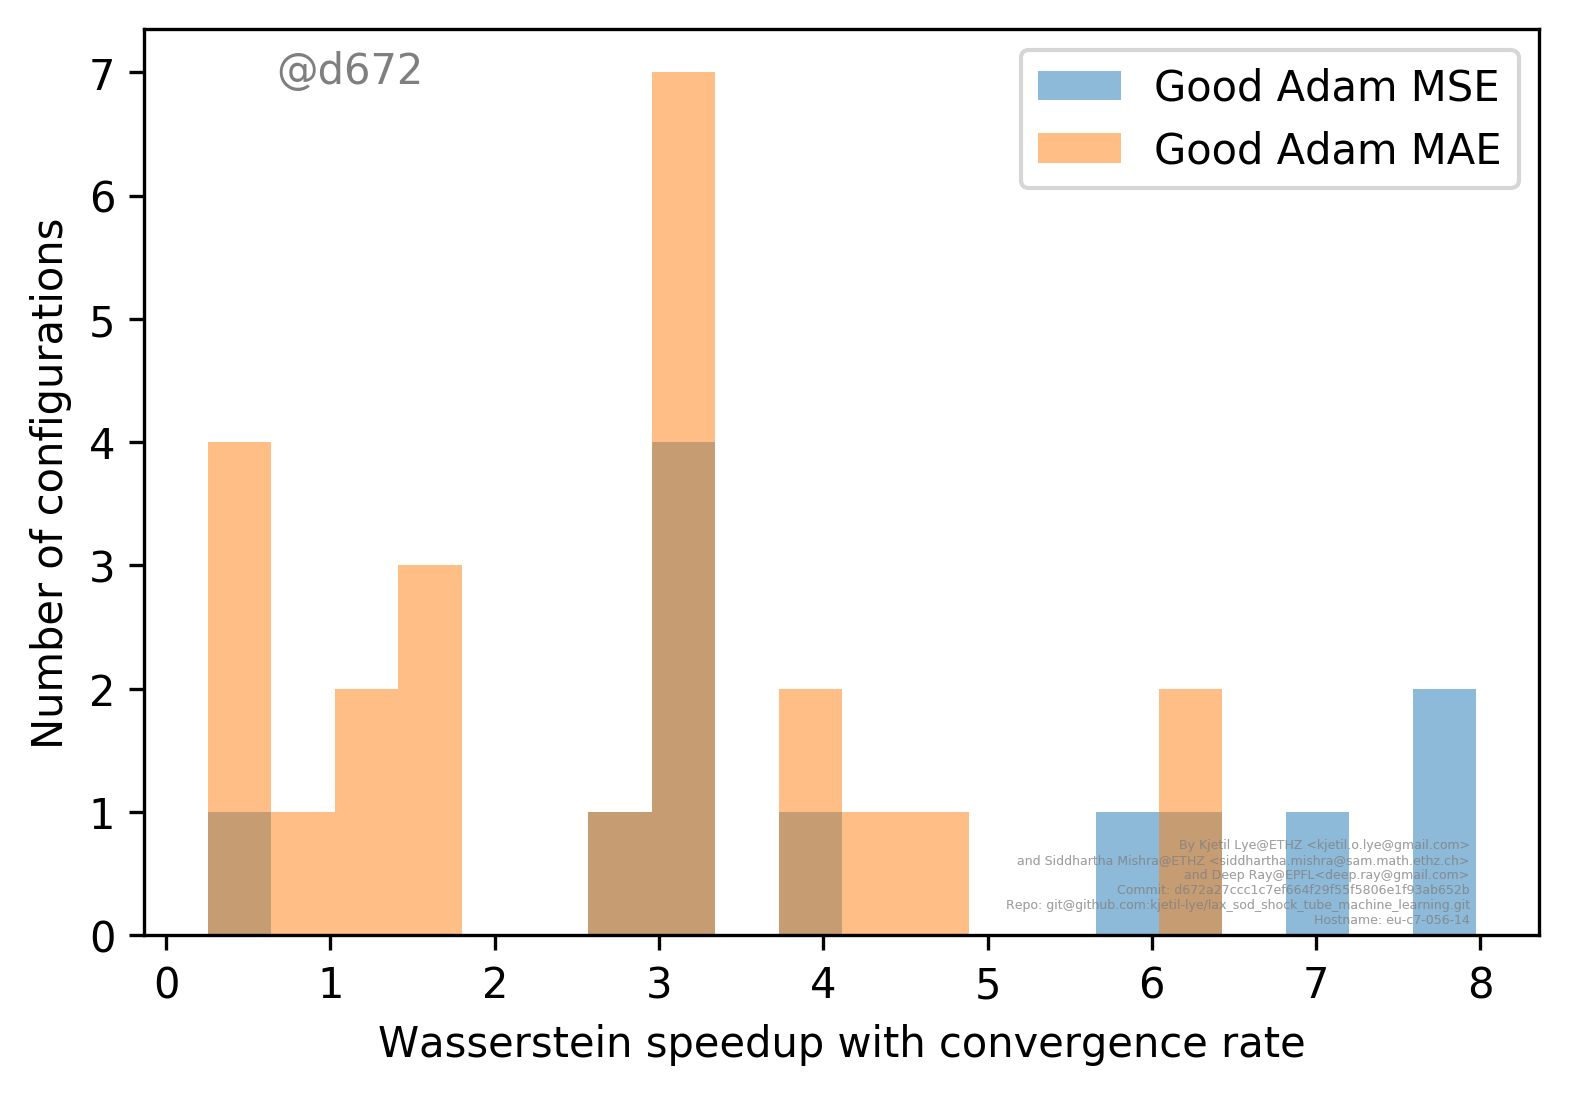 @d672
Good Adam MSE
Good Adam MAE
Number of configurations
7
6
5
4
3
2
1
0
0 1 2 3 4 5 6 7 8
Wasserstein speedup with convergence rate
By Kjetil Lye@ETHZ <kjetil.o.lye@gmail.com>
and Siddhartha Mishra@ETHZ <siddhartha.mishra@sam.math.ethz.ch>
and Deep Ray@EPFL<deep.ray@gmail.com>
Commit: d672a27ccc1c7ef664f29f55f5806e1f93ab652b
Repo: git@github.com:kjetil-lye/lax_sod_shock_tube_machine_learning.git
Hostname: eu-c7-056-14